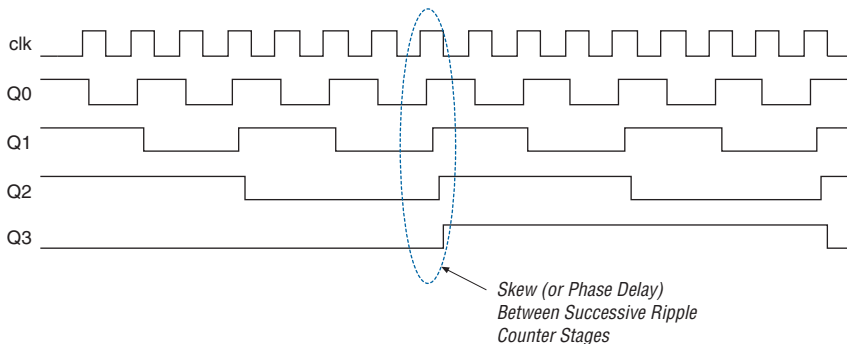 clk
Q0
Q1
Q2
Q3
Skew (or Phase Delay)
Between Successive Ripple
Counter Stages